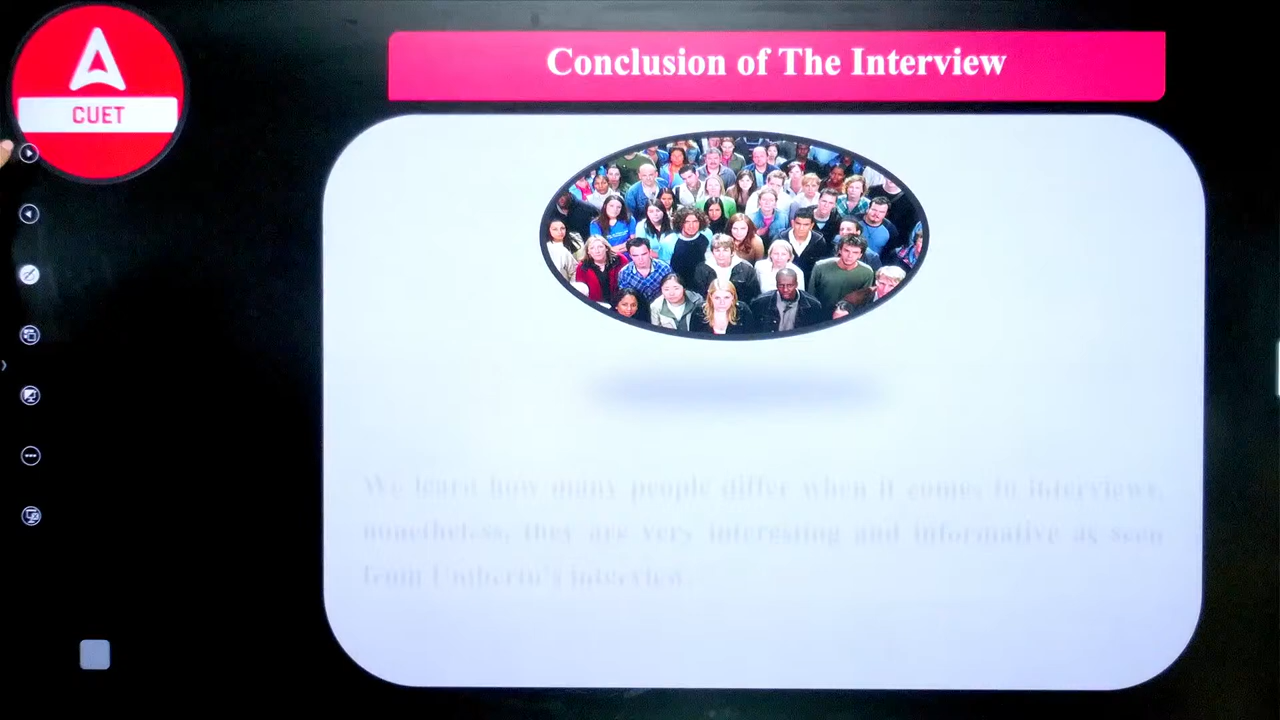 CUET
Conclusion of The Interview
We learn how many people differ when it comes to interviews,
nonetheless, they are very interesting and informative as seen
from Umberto's interview.